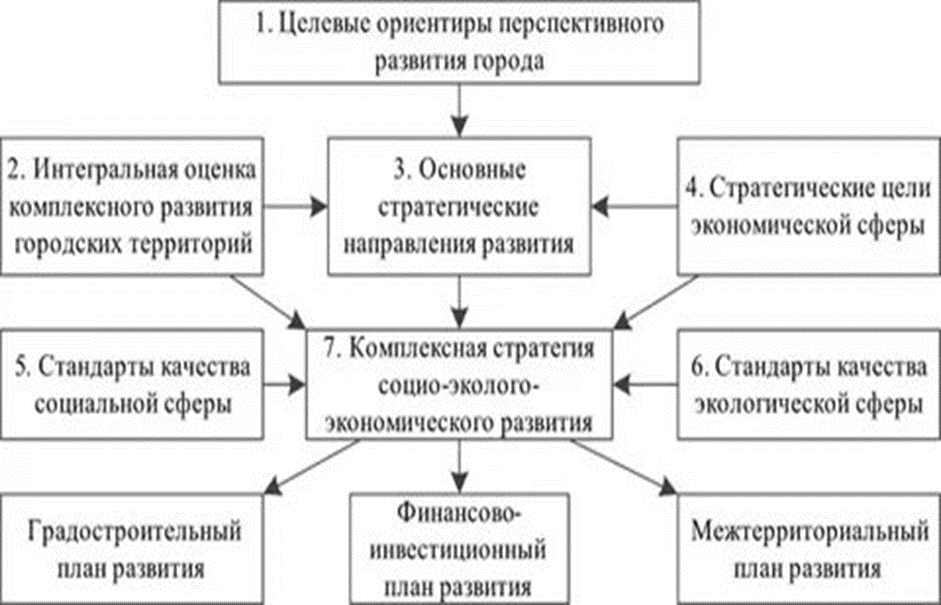 1. Целевые ориентиры перспективного
развития города
2. Интегральная оценка
комплексного развития
городских территорий
3. Основные
стратегические
направления развития
4. Стратегические цели
экономической сферы
5. Стандарты качества
социальной сферы
7. Комплексная стратегия
социо-эколого-
экономического развития
6. Стандарты качества
экологической сферы
Градостроительный
план развития
Финансово-
инвестиционный
план развития
Межтерриториальный
план развития